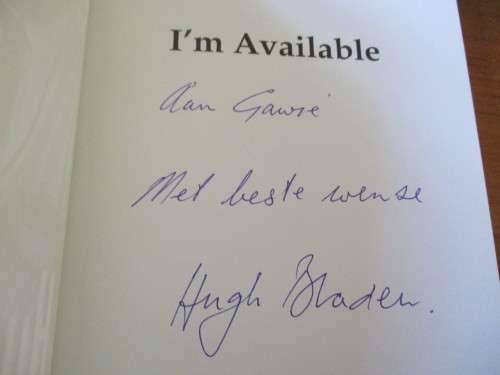 I'm Available
Aan Gawie
Met beste wense
Hugh Bladen.